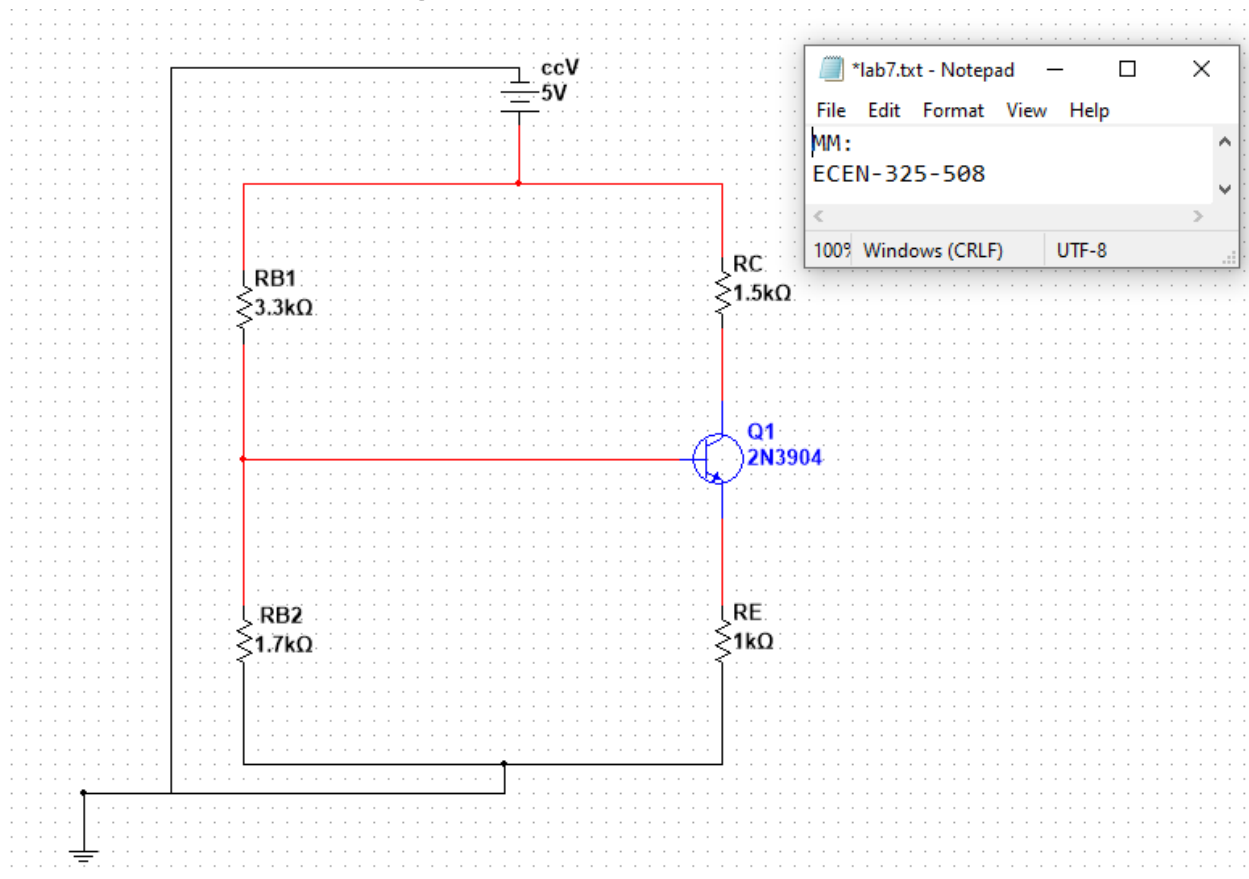 ccV
5V
*lab7.txt - Notepad
File Edit Format View Help
MM:
ECEN-325-508
100% Windows (CRLF) UTF-8
RB1
3.3kΩ
RC
1.5kΩ
Q1
2N3904
RB2
1.7kΩ
RE
1kΩ